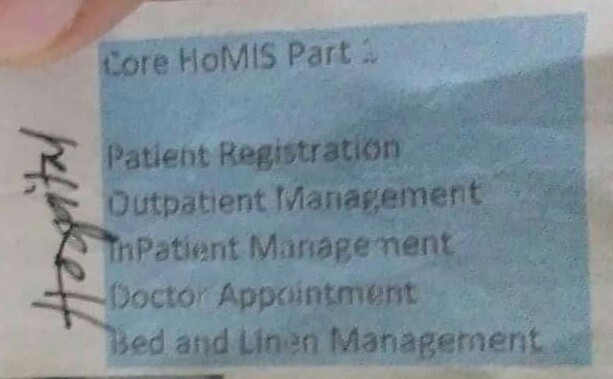 Core HoMIS Part 1
Patient Registration
Outpatient Management
InPatient Management
Doctor Appointment
Bed and Linen Management
Hospital